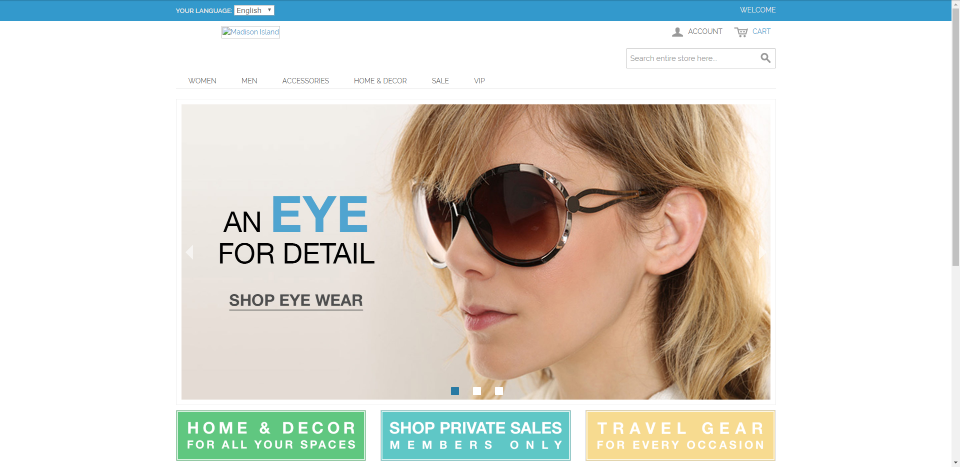 YOUR LANGUAGE: English
WELCOME
Madison Island
ACCOUNT
CART
Search entire store here...
WOMEN
MEN
ACCESSORIES
HOME & DECOR
SALE
VIP
AN EYE
FOR DETAIL
SHOP EYE WEAR
HOME & DECOR
FOR ALL YOUR SPACES
SHOP PRIVATE SALES
MEMBERS ONLY
TRAVEL GEAR
FOR EVERY OCCASION